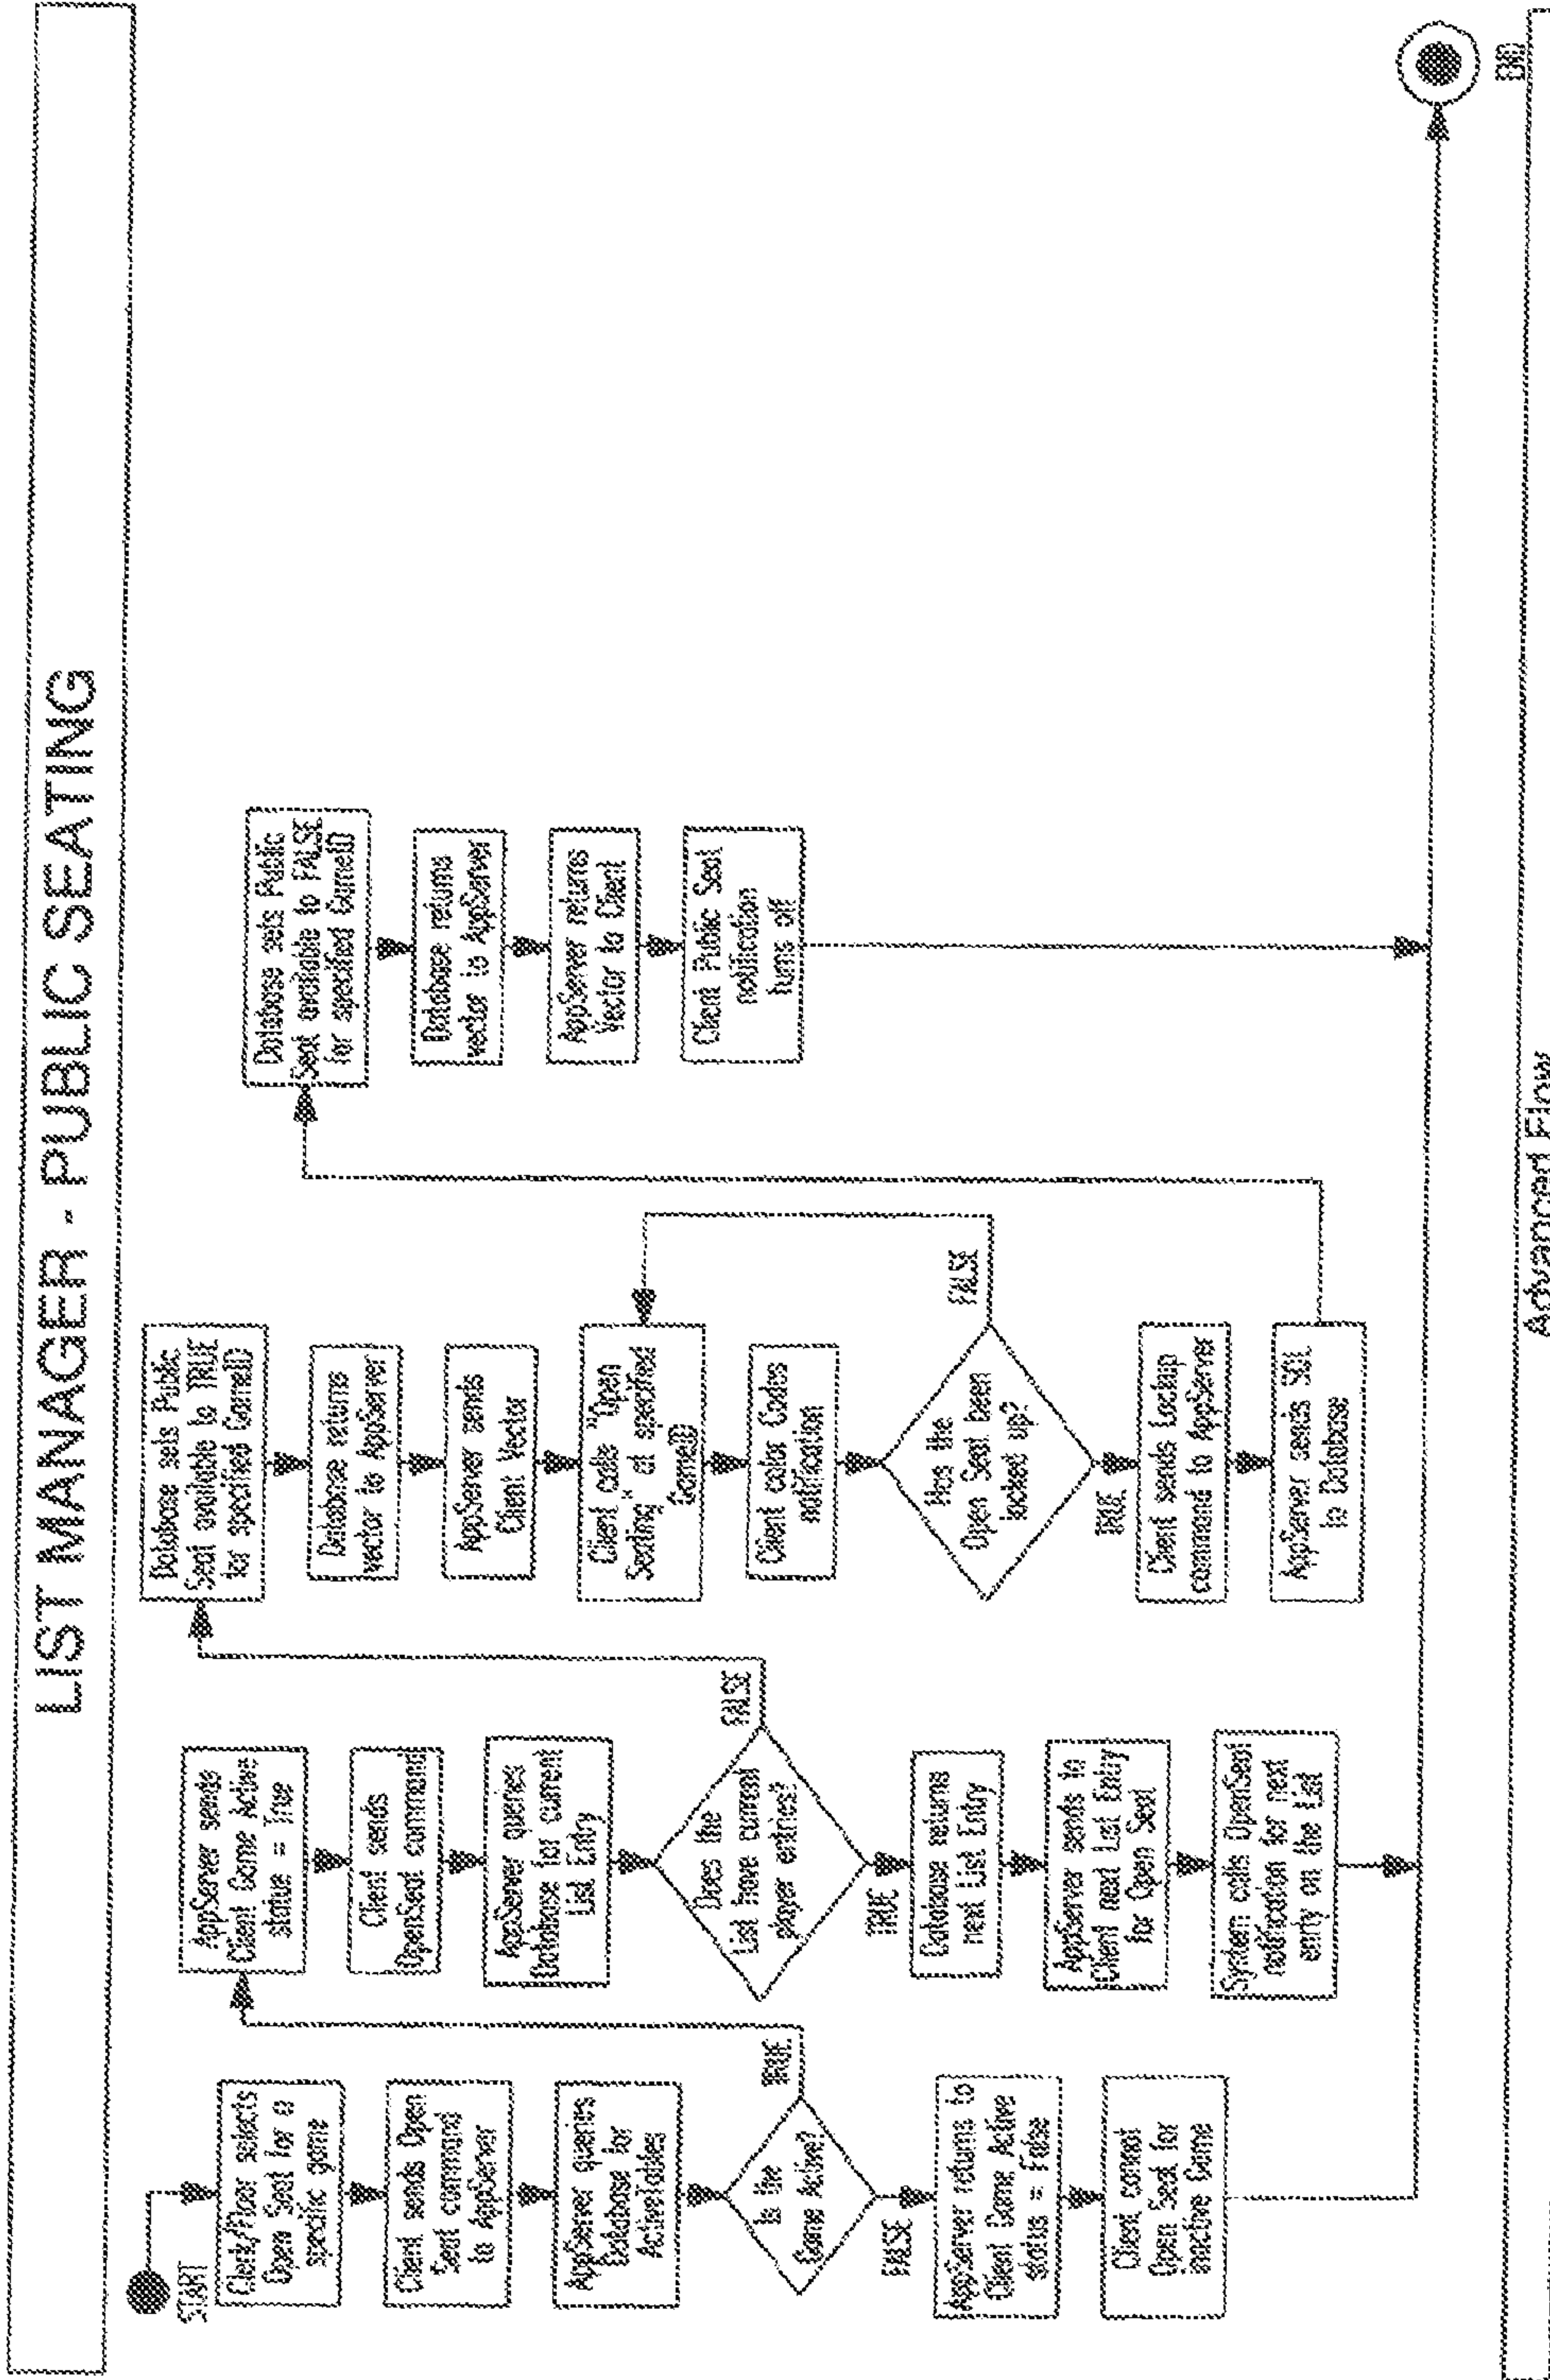 LIST MANAGER - PUBLIC SEATING
START
Clerk/Floor selects
Open Seat for a
specific game
Client sends Open
Seat command
to AppServer
AppServer queries
Database for
ActiveTables
Is the
Game Active?
TRUE
FALSE
AppServer returns to
Client Game Active
status = False
Client cannot
Open Seat for
inactive Game
AppServer sends
Client Game Active
status = True
Client sends
OpenSeat command
AppServer queries
Database for current
List Entry
Does the
List have current
player entries?
FALSE
TRUE
Database returns
next List Entry
AppServer sends to
Client next List Entry
for Open Seat
System calls OpenSeat
notification for next
entry on the List
Database sets Public
Seat available to TRUE
for specified GameID
Database returns
vector to AppServer
AppServer sends
Client Vector
Client calls "Open
Seating" at specified
GameID
Client color Codes
notification
Has the
Open Seat been
locked up?
FALSE
TRUE
Client sends Lockup
command to AppServer
AppServer sends SQL
to Database
Database sets Public
Seat available to FALSE
for specified GameID
Database returns
vector to AppServer
AppServer returns
Vector to Client
Client Public Seat
notification
turns off
END
Advanced Flow